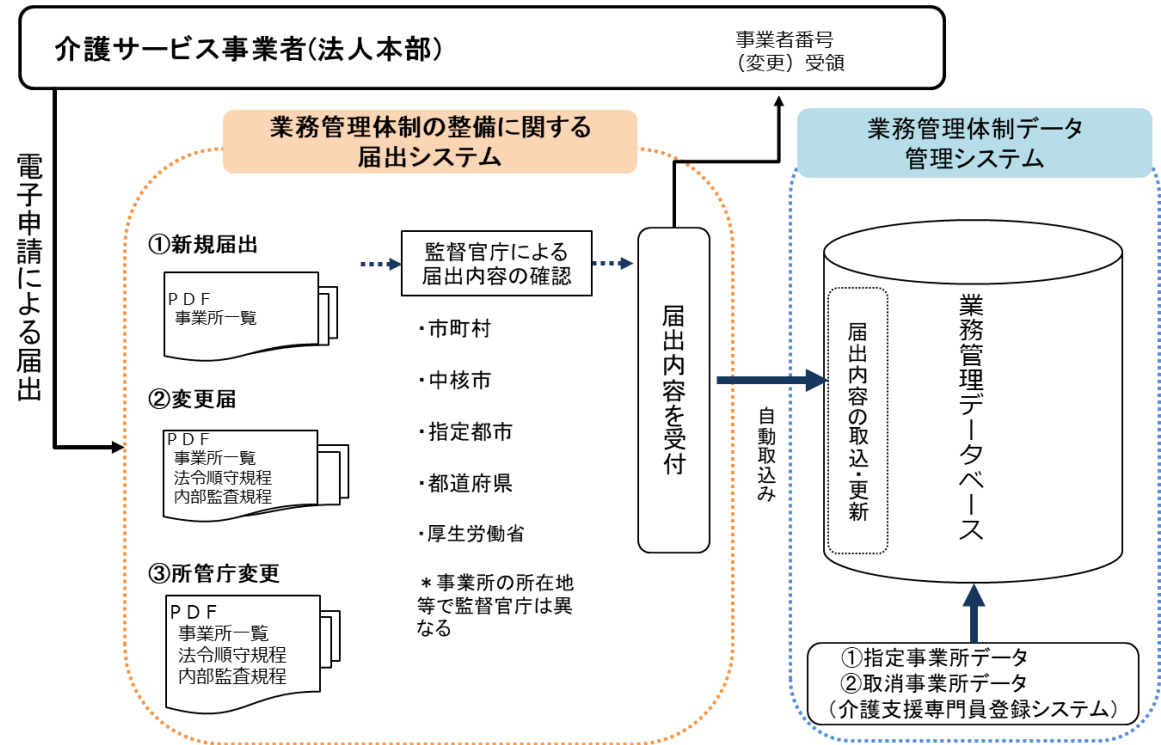 介護サービス事業者(法人本部)
事業者番号
(変更)受領
電子申請による届出
業務管理体制の整備に関する
届出システム
①新規届出
PDF
事業所一覧
②変更届
PDF
事業所一覧
法令順守規程
内部監査規程
③所管庁変更
PDF
事業所一覧
法令順守規程
内部監査規程
監督官庁による
届出内容の確認
・市町村
・中核市
・指定都市
・都道府県
・厚生労働省
*事業所の所在地
等で監督官庁は異
なる
届出内容を受付
自動取込み
業務管理体制データ
管理システム
届出内容の取込・更新
業務管理データベース
①指定事業所データ
②取消事業所データ
(介護支援専門員登録システム)